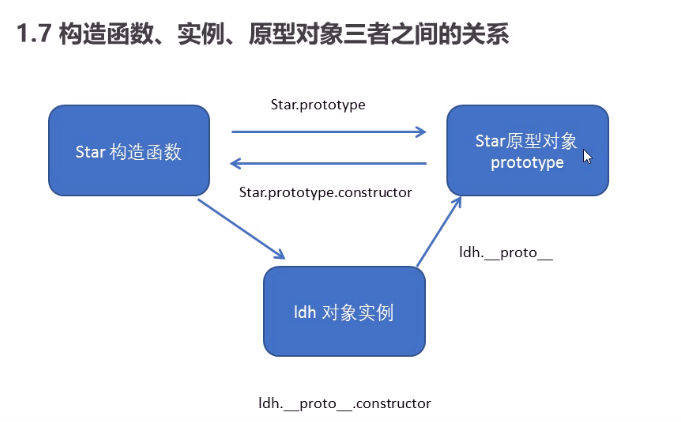 1.7 构造函数、实例、原型对象三者之间的关系
Star.prototype
Star 构造函数
Star原型对象
prototype
Star.prototype.constructor
ldh.__proto__
ldh 对象实例
ldh.__proto__.constructor